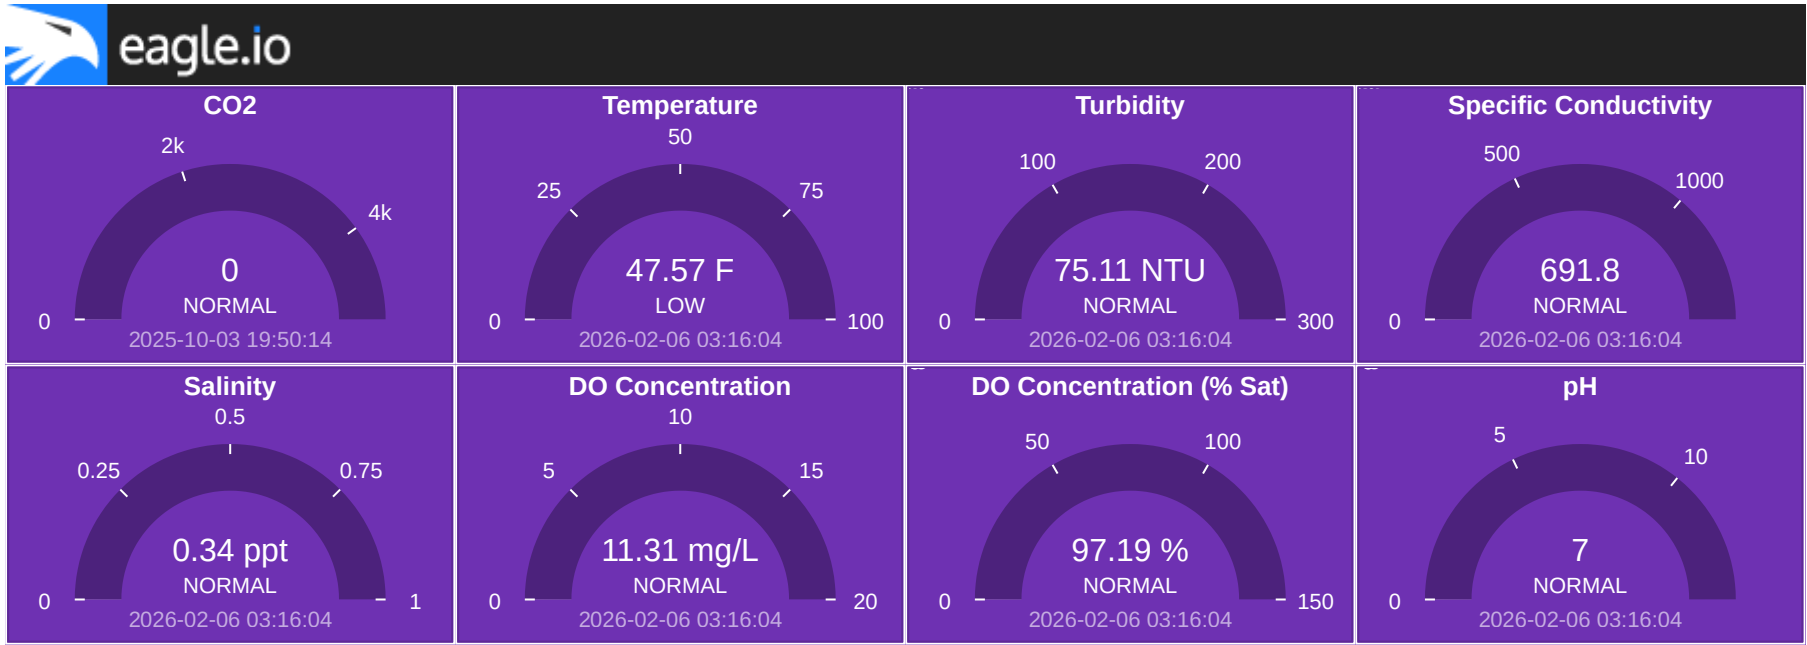 eagle.io
CO2
2k
4k
0
0
NORMAL
2025-10-03 19:50:14
Temperature
50
25
75
47.57 F
LOW
0
100
2026-02-06 03:16:04
Turbidity
100
200
75.11 NTU
NORMAL
0
300
2026-02-06 03:16:04
Specific Conductivity
500
1000
691.8
NORMAL
0
2026-02-06 03:16:04
Salinity
0.5
0.25
0.75
0.34 ppt
NORMAL
0
1
2026-02-06 03:16:04
DO Concentration
10
5
15
11.31 mg/L
NORMAL
0
20
2026-02-06 03:16:04
DO Concentration (% Sat)
50
100
97.19 %
NORMAL
0
150
2026-02-06 03:16:04
pH
5
10
7
NORMAL
0
2026-02-06 03:16:04